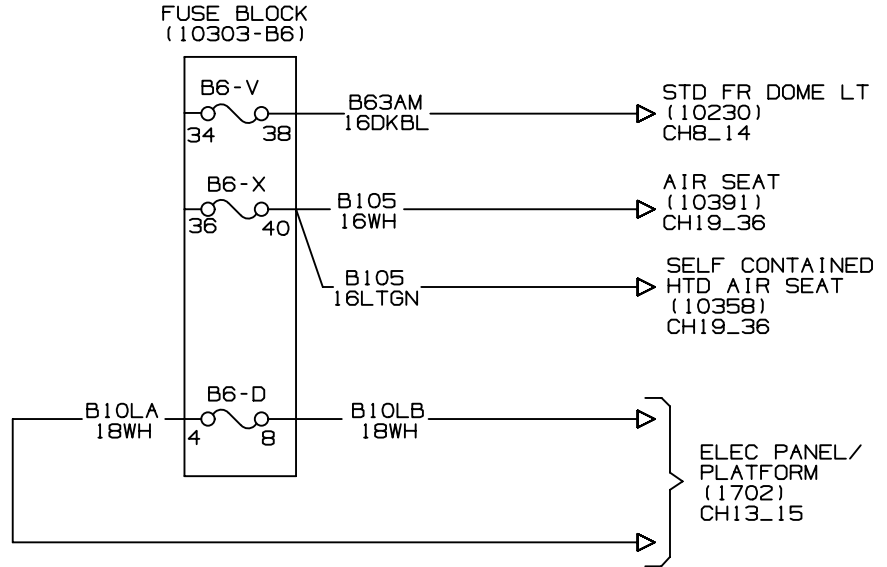 FUSE BLOCK
(10303-B6)
B6-V
34
38
B63AM
16DKBL
STD FR DOME LT
(10230)
CH8_14
B6-X
36
40
B105
16WH
AIR SEAT
(10391)
CH19_36
B105
16LTGN
SELF CONTAINED
HTD AIR SEAT
(10358)
CH19_36
B10LA
18WH
B6-D
4
8
B10LB
18WH
ELEC PANEL/
PLATFORM
(1702)
CH13_15